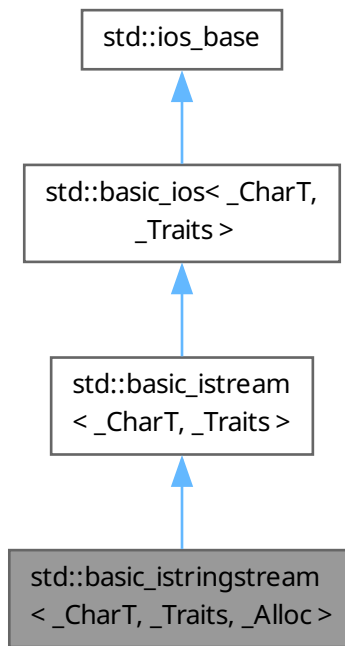 std::ios_base
std::basic_ios< _CharT,
_Traits >
std::basic_istream
< _CharT, _Traits >
std::basic_istringstream
< _CharT, _Traits, _Alloc >